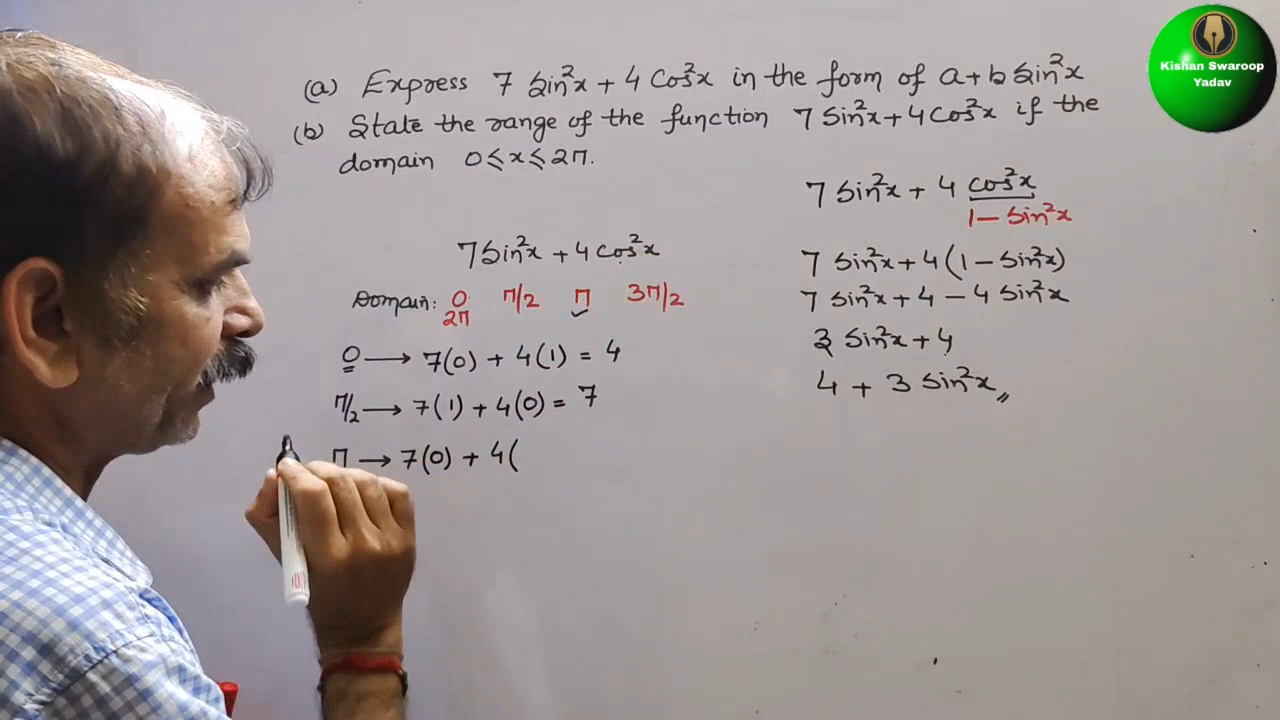 (a) Express 7 Sin²x + 4 Cos²x in the form of a + b Sin²x
(b) State the range of the function 7 Sin²x + 4 Cos²x if the
domain 0 ⩽ x ⩽ 2π.
7 Sin²x + 4 cos²x
Domain: 0 π/2 π 3π/2
2π
0 → 7(0) + 4(1) = 4
π/2 → 7(1) + 4(0) = 7
π → 7(0) + 4(
7 Sin²x + 4 cos²x
1 - Sin²x
7 Sin²x + 4(1 - Sin²x)
7 Sin²x + 4 - 4 Sin²x
3 Sin²x + 4
4 + 3 Sin²x
Kishan Swaroop
Yadav